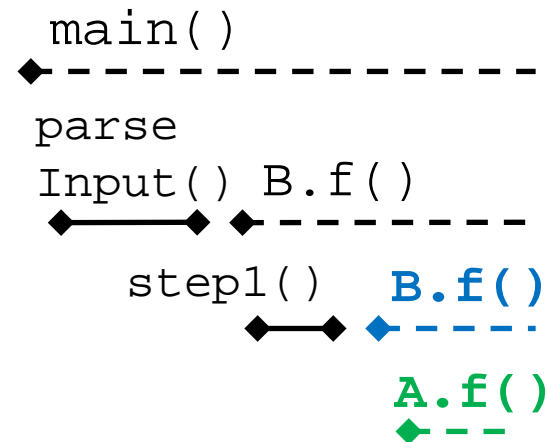 main()
parse
Input() B.f()
step1() B.f()
A.f()